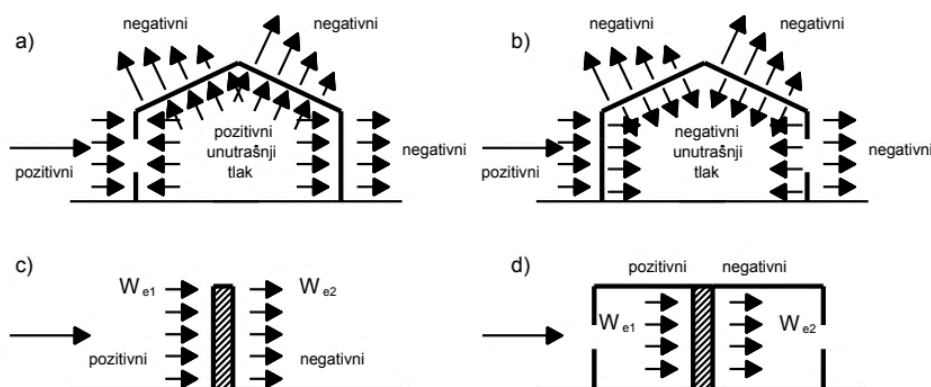 a)
negativni
negativni
pozitivni
pozitivni
unutrašnji
tlak
negativni
b)
negativni
negativni
pozitivni
negativni
unutrašnji
tlak
negativni
c)
We1
We2
pozitivni
negativni
d)
pozitivni
negativni
We1
We2